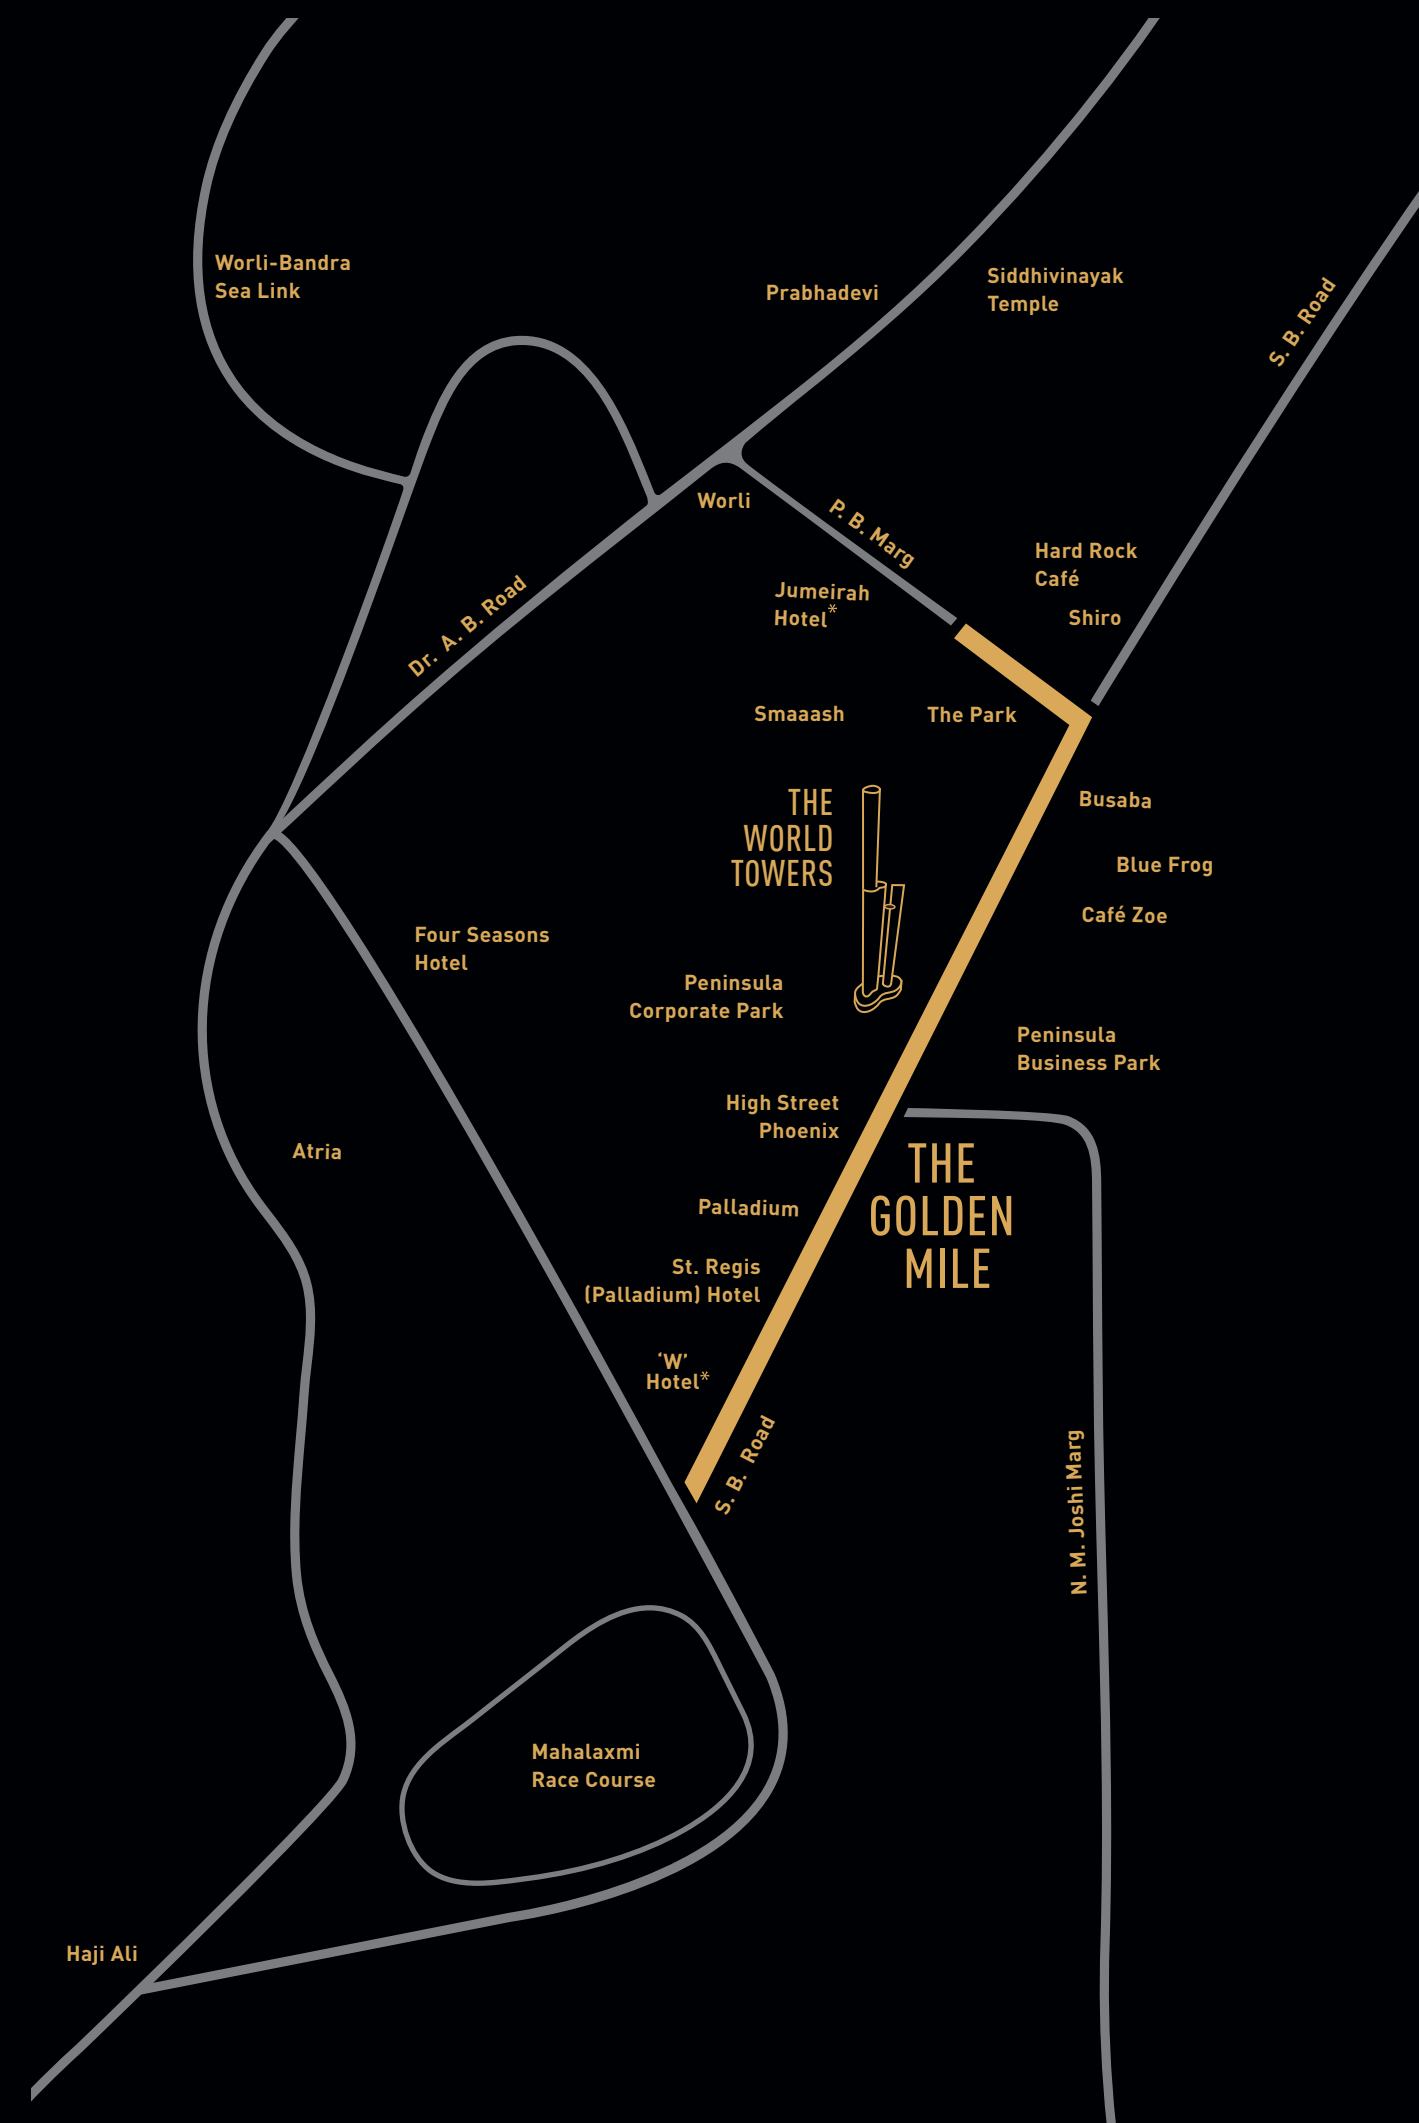 Worli-Bandra
Sea Link
Prabhadevi
Siddhivinayak
Temple
S. B. Road
Worli
P. B. Marg
Hard Rock
Café
Shiro
Jumeirah
Hotel*
Dr. A. B. Road
Smaaash
The Park
THE
WORLD
TOWERS
Busaba
Blue Frog
Café Zoe
Four Seasons
Hotel
Peninsula
Corporate Park
Peninsula
Business Park
High Street
Phoenix
Atria
THE
GOLDEN
MILE
Palladium
St. Regis
(Palladium) Hotel
‘W’
Hotel*
S. B. Road
N. M. Joshi Marg
Mahalaxmi
Race Course
Haji Ali